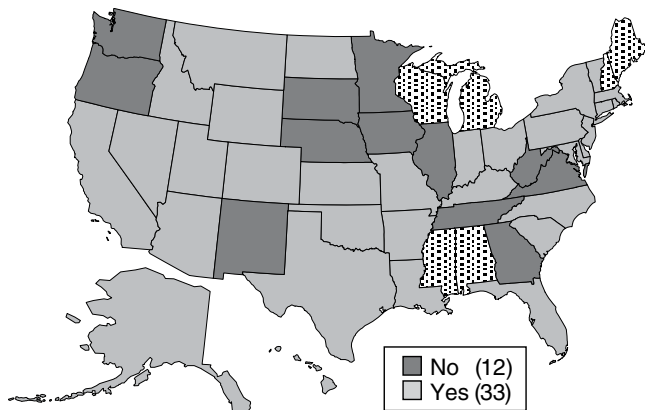 No (12)
Yes (33)